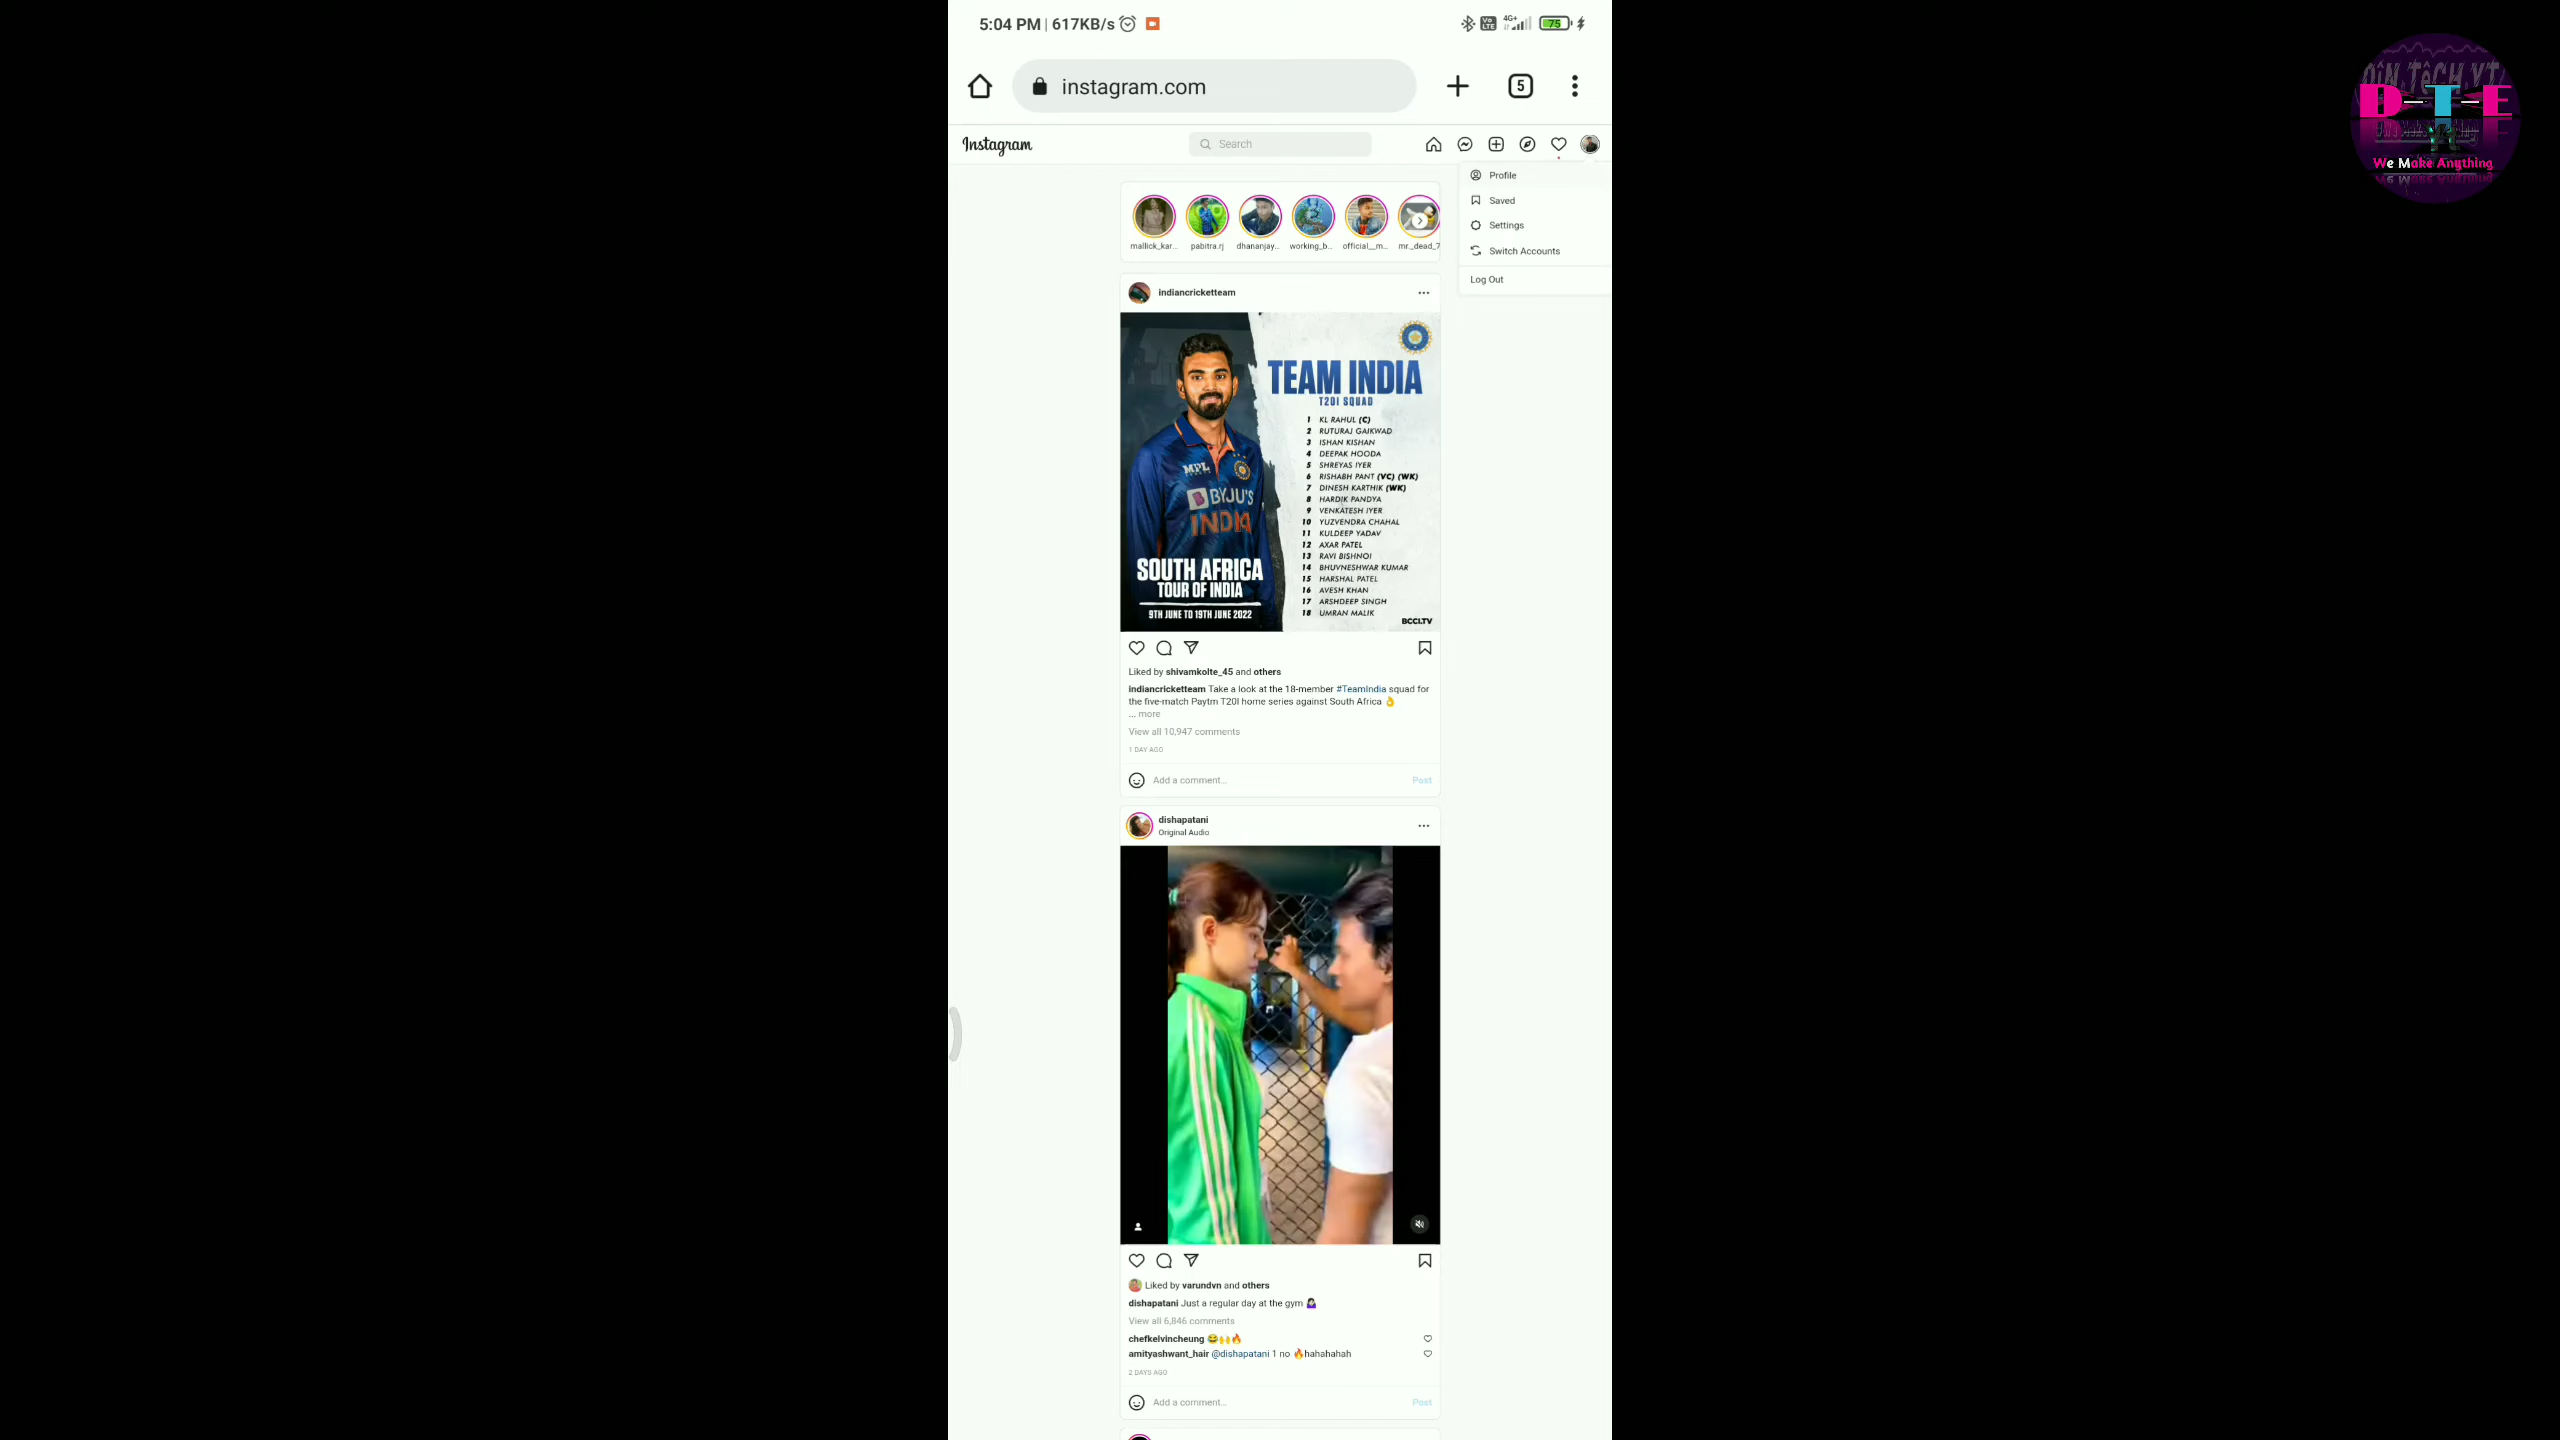 5:04 PM | 617KB/s
Vo LTE
4G+
75
instagram.com
5
Instagram
Search
Profile
Saved
Settings
Switch Accounts
Log Out
mallick_kar...
pabitra.rj
dhananjay...
working_b...
official__m...
mr._dead_7
indiancricketteam
TEAM INDIA
T20I SQUAD
1 KL RAHUL (C)
2 RUTURAJ GAIKWAD
3 ISHAN KISHAN
4 DEEPAK HOODA
5 SHREYAS IYER
6 RISHABH PANT (VC) (WK)
7 DINESH KARTHIK (WK)
8 HARDIK PANDYA
9 VENKATESH IYER
10 YUZVENDRA CHAHAL
11 KULDEEP YADAV
12 AXAR PATEL
13 RAVI BISHNOI
14 BHUVNESHWAR KUMAR
15 HARSHAL PATEL
16 AVESH KHAN
17 ARSHDEEP SINGH
18 UMRAN MALIK
MPL
BYJU'S
INDIA
SOUTH AFRICA
TOUR OF INDIA
9TH JUNE TO 19TH JUNE 2022
BCCI.TV
Liked by shivamkolte_45 and others
indiancricketteam Take a look at the 18-member #TeamIndia squad for
the five-match Paytm T20I home series against South Africa 👌
... more
View all 10,947 comments
1 DAY AGO
Add a comment...
Post
dishapatani
Original Audio
Liked by varundvn and others
dishapatani Just a regular day at the gym 🤷🏻‍♀️
View all 6,846 comments
chefkelvincheung 😂🙌🔥
amityashwant_hair @dishapatani 1 no 🔥hahahahah
2 DAYS AGO
Add a comment...
Post
D-T-E
We Make Anything